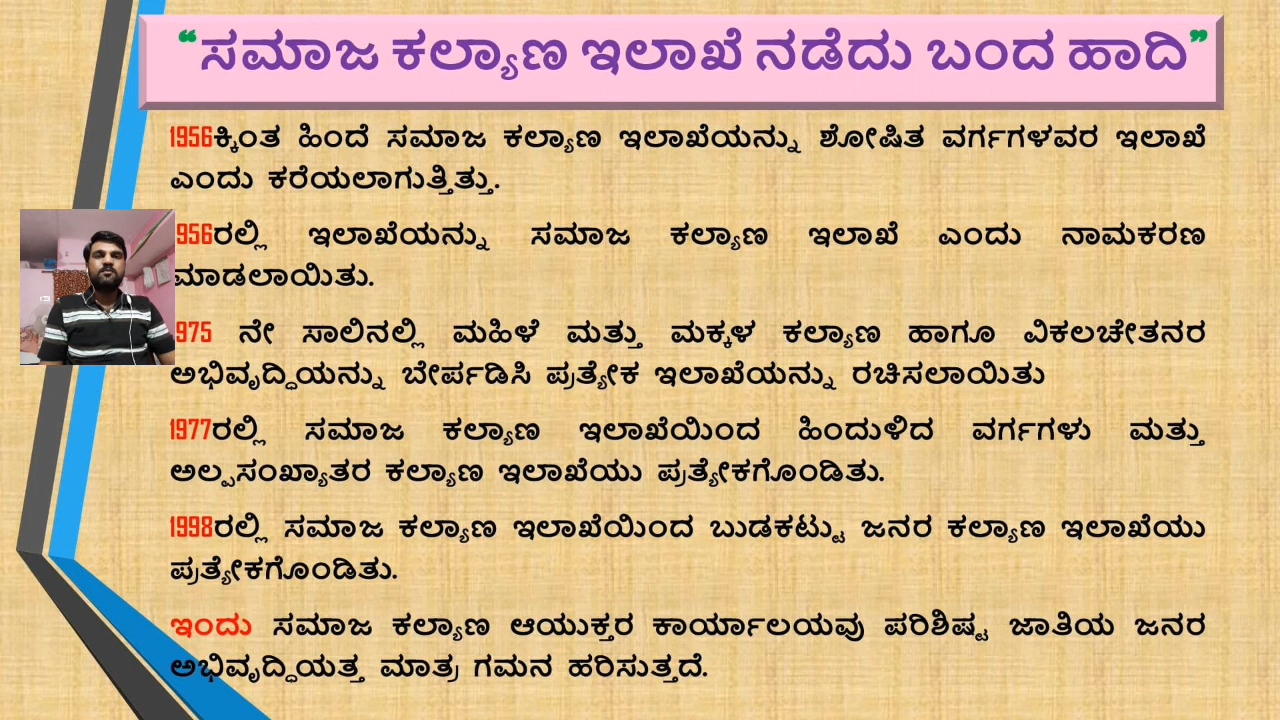 “ಸಮಾಜ ಕಲ್ಯಾಣ ಇಲಾಖೆ ನಡೆದು ಬಂದ ಹಾದಿ”
1956ಕ್ಕಿಂತ ಹಿಂದೆ ಸಮಾಜ ಕಲ್ಯಾಣ ಇಲಾಖೆಯನ್ನು ಶೋಷಿತ ವರ್ಗಗಳವರ ಇಲಾಖೆ
ಎಂದು ಕರೆಯಲಾಗುತ್ತಿತ್ತು.
956ರಲ್ಲಿ ಇಲಾಖೆಯನ್ನು ಸಮಾಜ ಕಲ್ಯಾಣ ಇಲಾಖೆ ಎಂದು ನಾಮಕರಣ
ಮಾಡಲಾಯಿತು.
975 ನೇ ಸಾಲಿನಲ್ಲಿ ಮಹಿಳೆ ಮತ್ತು ಮಕ್ಕಳ ಕಲ್ಯಾಣ ಹಾಗೂ ವಿಕಲಚೇತನರ
ಅಭಿವೃದ್ಧಿಯನ್ನು ಬೇರ್ಪಡಿಸಿ ಪ್ರತ್ಯೇಕ ಇಲಾಖೆಯನ್ನು ರಚಿಸಲಾಯಿತು
1977ರಲ್ಲಿ ಸಮಾಜ ಕಲ್ಯಾಣ ಇಲಾಖೆಯಿಂದ ಹಿಂದುಳಿದ ವರ್ಗಗಳು ಮತ್ತು
ಅಲ್ಪಸಂಖ್ಯಾತರ ಕಲ್ಯಾಣ ಇಲಾಖೆಯು ಪ್ರತ್ಯೇಕಗೊಂಡಿತು.
1998ರಲ್ಲಿ ಸಮಾಜ ಕಲ್ಯಾಣ ಇಲಾಖೆಯಿಂದ ಬುಡಕಟ್ಟು ಜನರ ಕಲ್ಯಾಣ ಇಲಾಖೆಯು
ಪ್ರತ್ಯೇಕಗೊಂಡಿತು.
ಇಂದು ಸಮಾಜ ಕಲ್ಯಾಣ ಆಯುಕ್ತರ ಕಾರ್ಯಾಲಯವು ಪರಿಶಿಷ್ಟ ಜಾತಿಯ ಜನರ
ಅಭಿವೃದ್ಧಿಯತ್ತ ಮಾತ್ರ ಗಮನ ಹರಿಸುತ್ತದೆ.